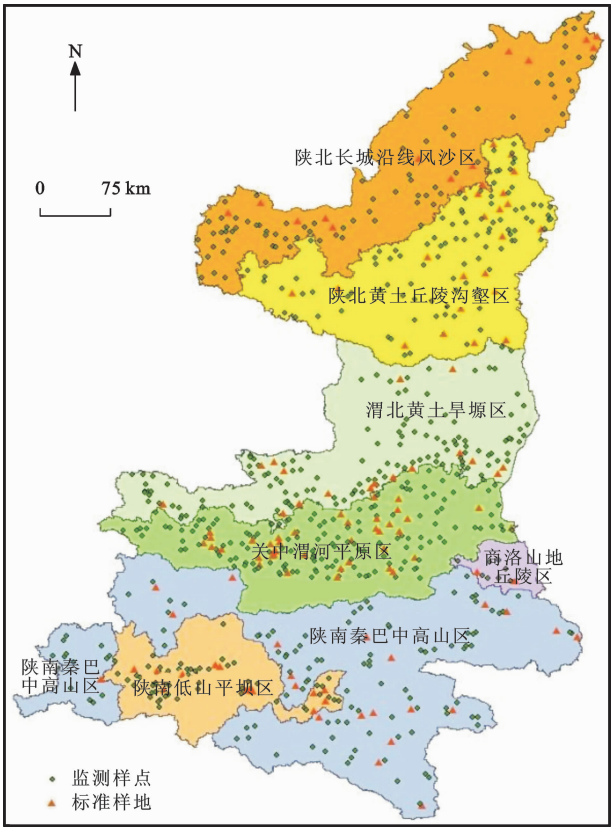 N
陕北长城沿线风沙区
0 75 km
陕北黄土丘陵沟壑区
渭北黄土旱塬区
关中渭河平原区
商洛山地
丘陵区
陕南秦巴中高山区
陕南秦巴
中高山区
陕南低山平坝区
监测样点
标准样地